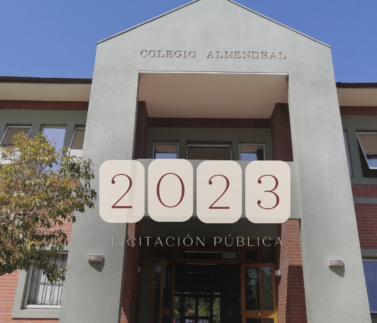 COLEGIO ALMENDRAL
2023
LICITACIÓN PÚBLICA